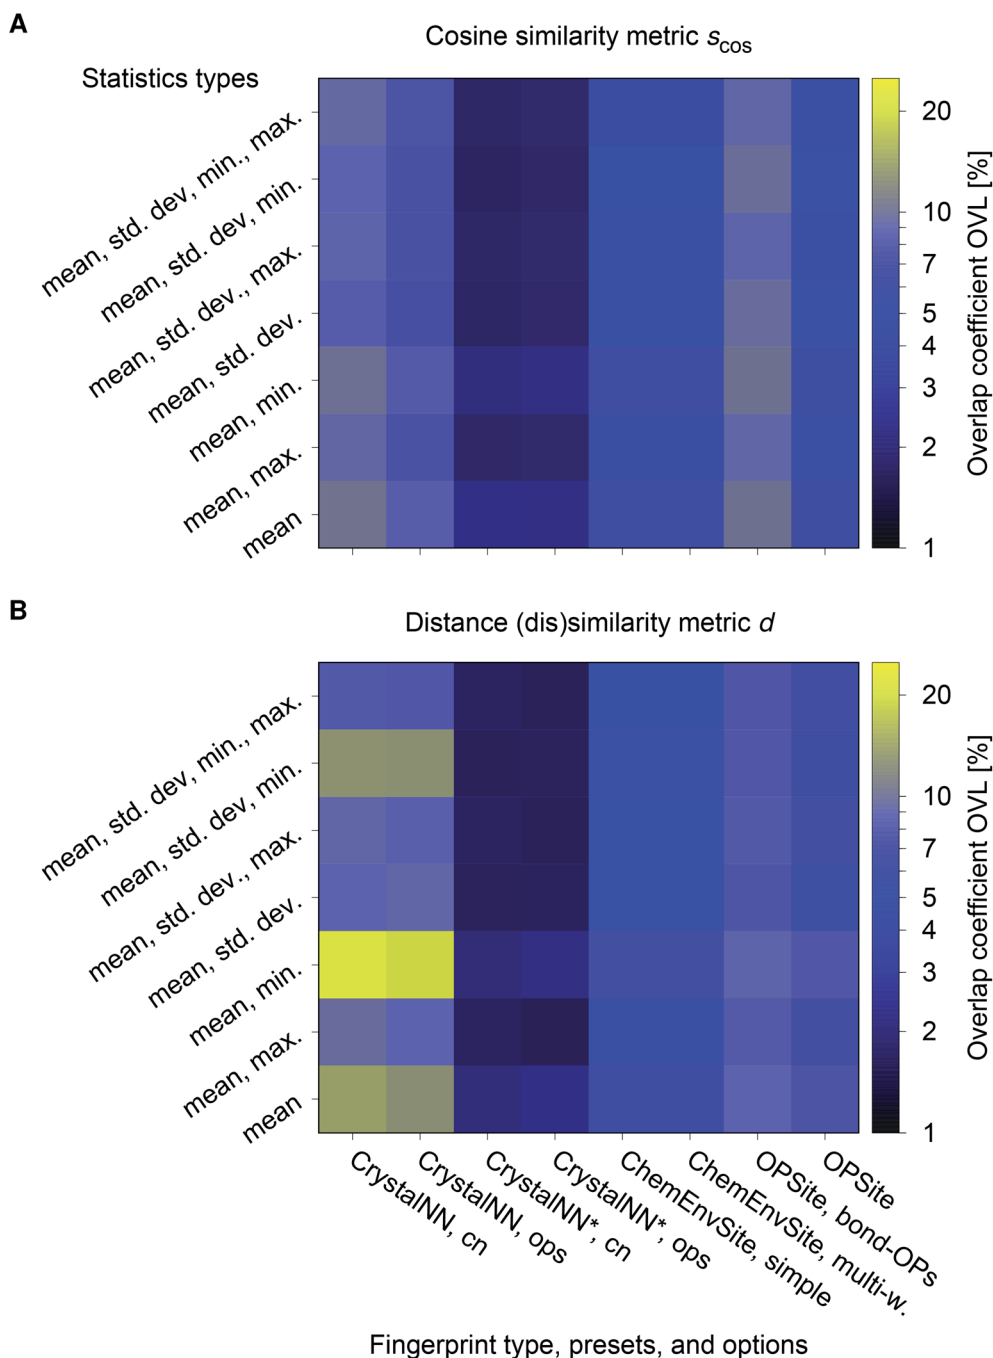 A
Cosine similarity metric s_cos
Statistics types
mean, std. dev, min., max.
mean, std. dev, min.
mean, std. dev., max.
mean, std. dev.
mean, min.
mean, max.
mean
20
10
7
5
4
3
2
1
Overlap coefficient OVL [%]
B
Distance (dis)similarity metric d
mean, std. dev, min., max.
mean, std. dev, min.
mean, std. dev., max.
mean, std. dev.
mean, min.
mean, max.
mean
20
10
7
5
4
3
2
1
Overlap coefficient OVL [%]
CrystalNN, cn
CrystalNN, ops
CrystalNN*, cn
CrystalNN*, ops
ChemEnvSite, simple
ChemEnvSite, multi-w.
OPSite, bond-OPs
OPSite
Fingerprint type, presets, and options